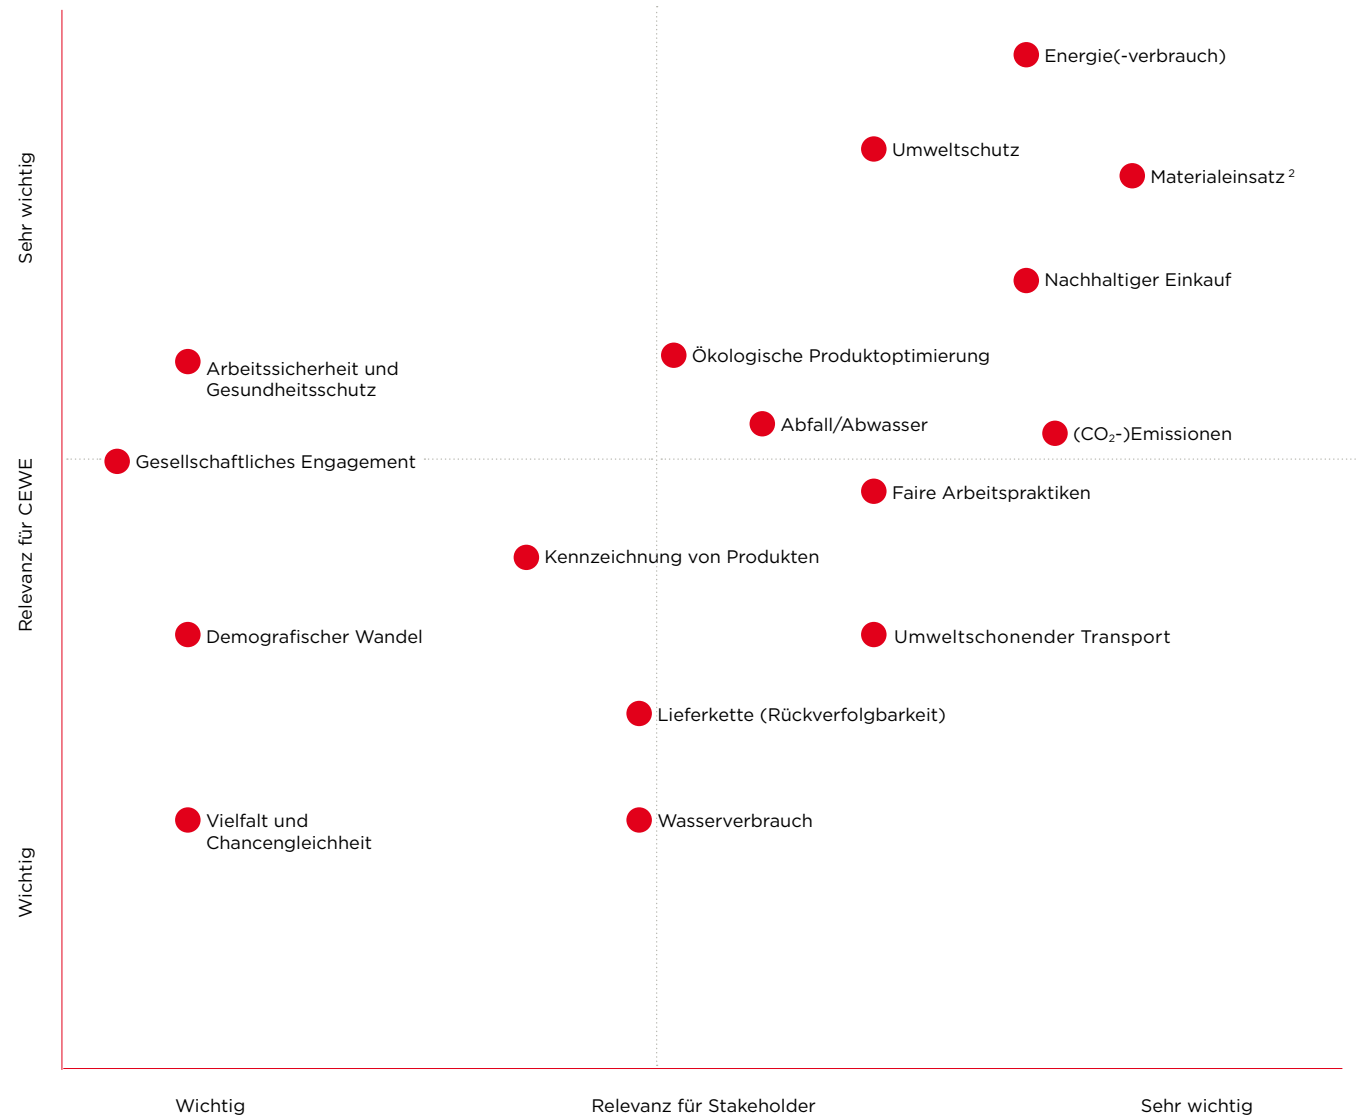 Energie(-verbrauch)
Umweltschutz
Materialeinsatz ²
Nachhaltiger Einkauf
Ökologische Produktoptimierung
Arbeitssicherheit und
Gesundheitsschutz
Abfall/Abwasser
(CO₂-)Emissionen
Gesellschaftliches Engagement
Faire Arbeitspraktiken
Kennzeichnung von Produkten
Demografischer Wandel
Umweltschonender Transport
Lieferkette (Rückverfolgbarkeit)
Vielfalt und
Chancengleichheit
Wasserverbrauch
Sehr wichtig
Relevanz für CEWE
Wichtig
Wichtig
Relevanz für Stakeholder
Sehr wichtig